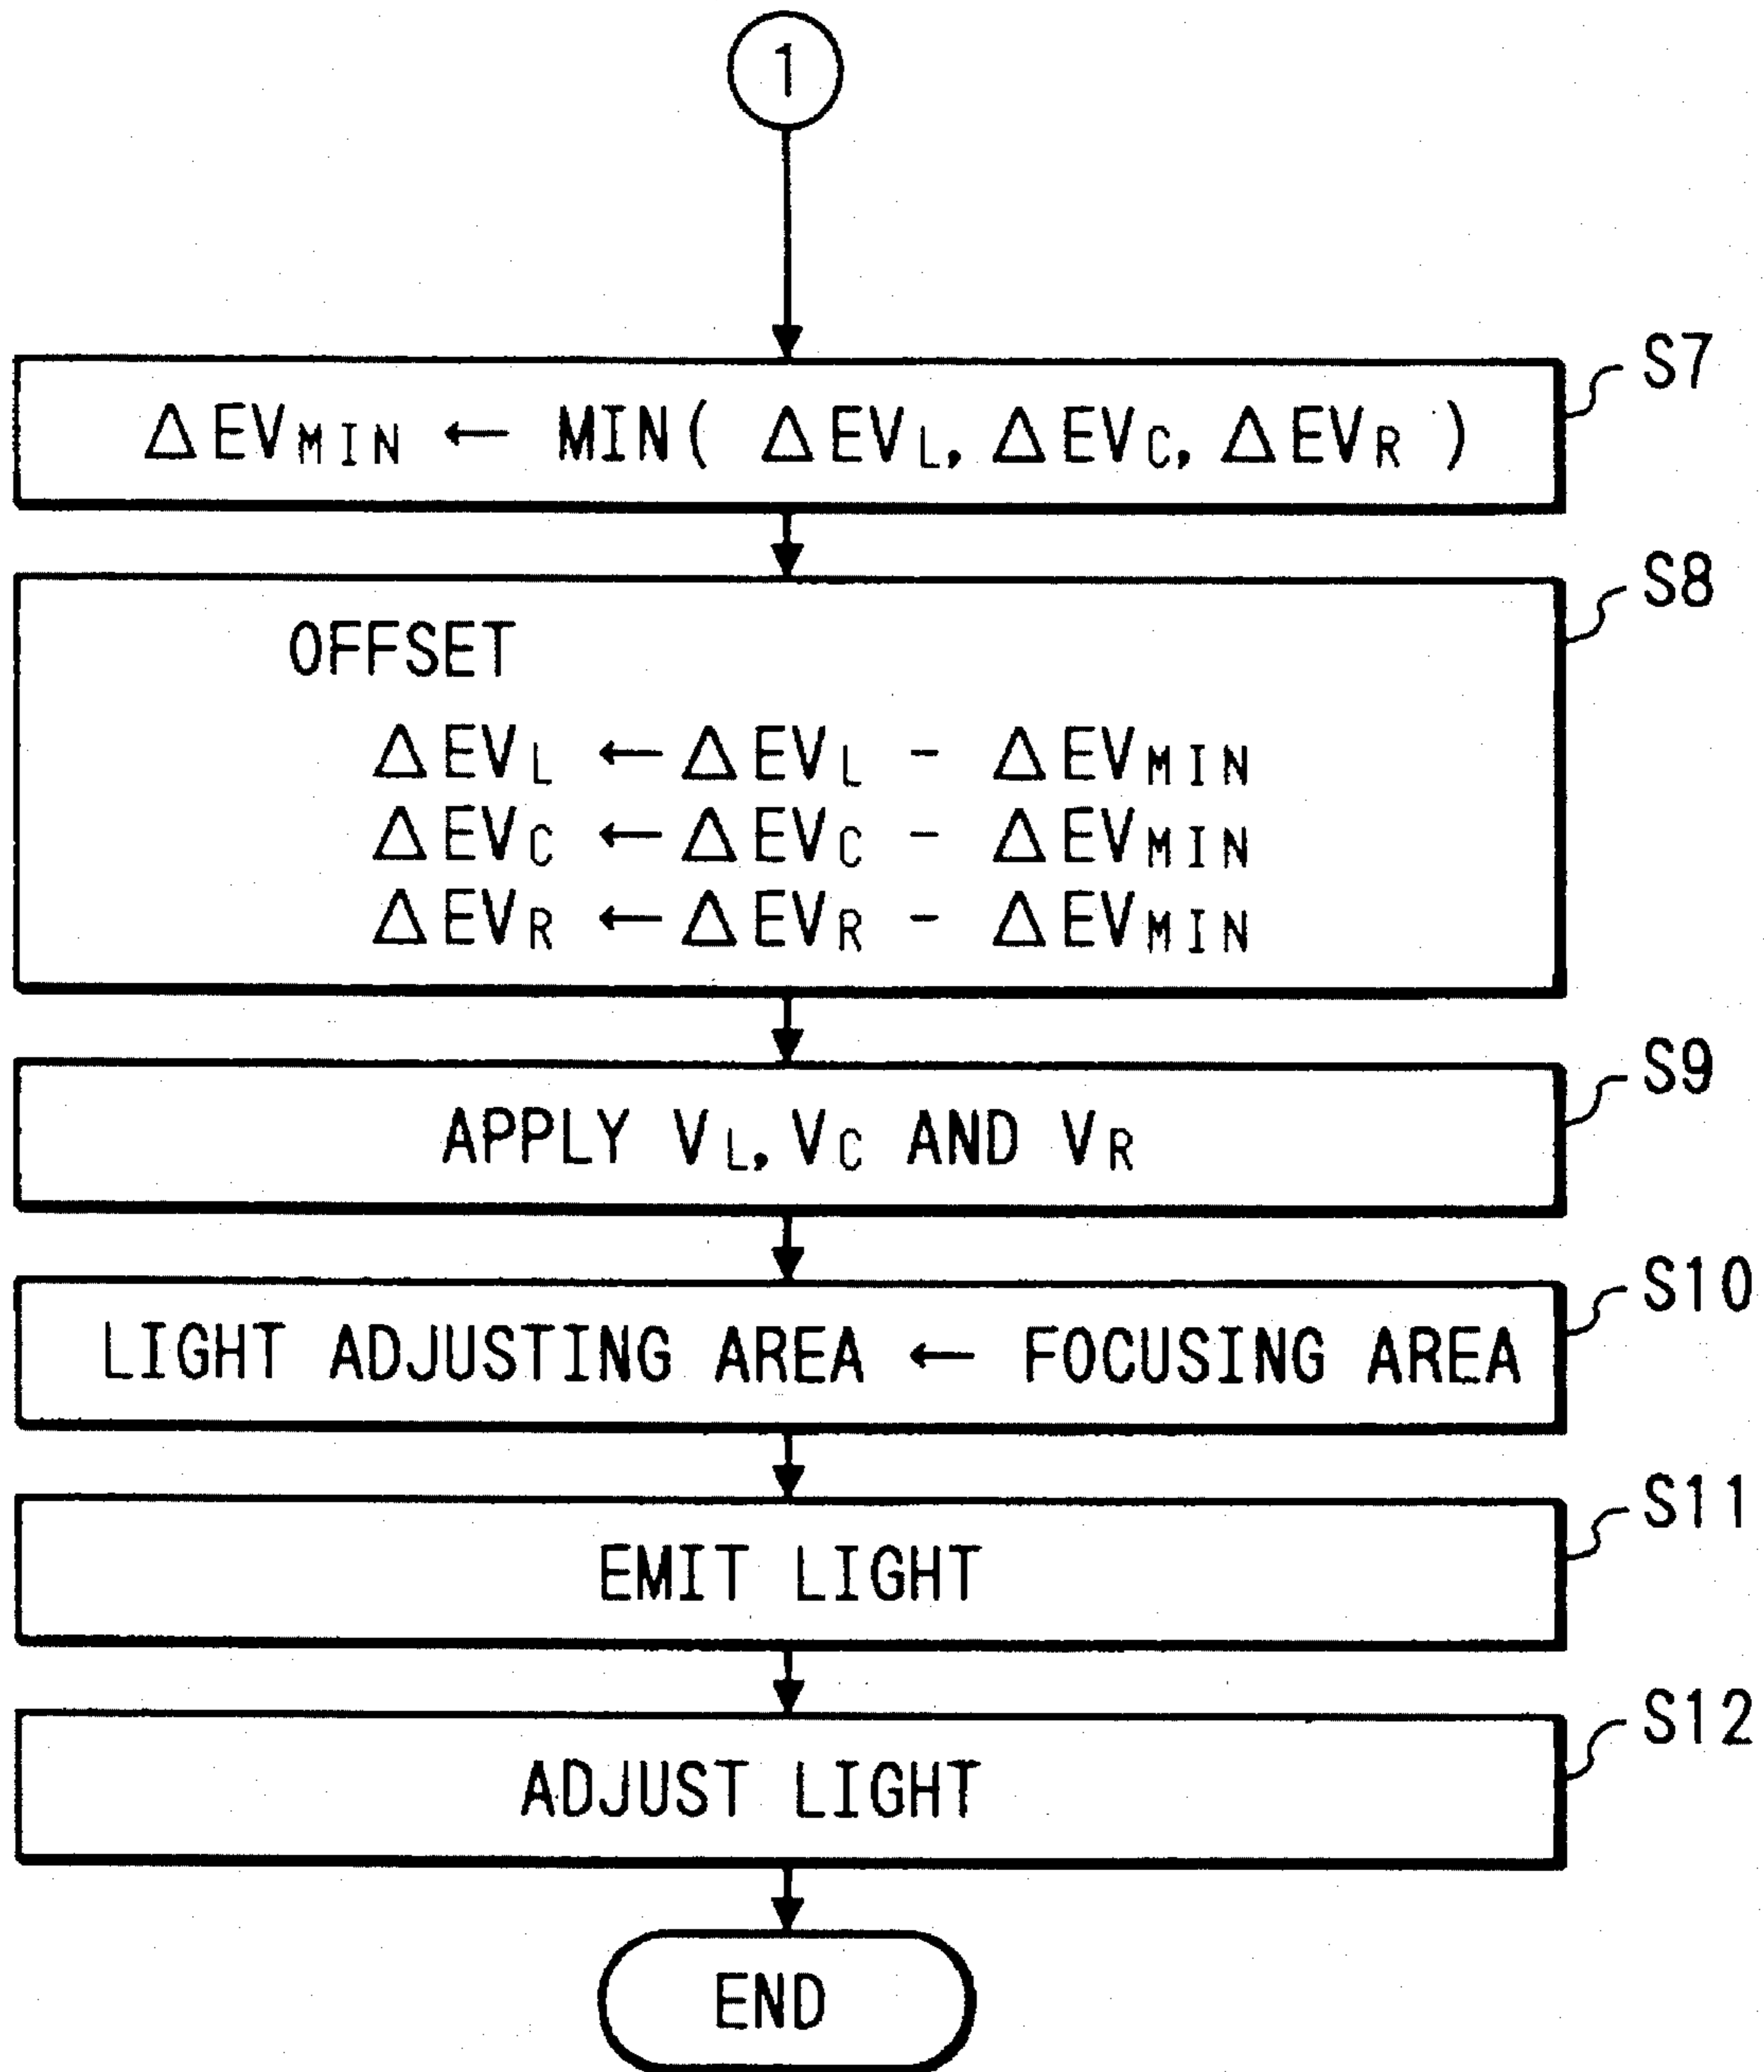 1
S7
ΔEVMIN ← MIN( ΔEVL, ΔEVC, ΔEVR )
S8
OFFSET
ΔEVL ← ΔEVL - ΔEVMIN
ΔEVC ← ΔEVC - ΔEVMIN
ΔEVR ← ΔEVR - ΔEVMIN
S9
APPLY VL, VC AND VR
S10
LIGHT ADJUSTING AREA ← FOCUSING AREA
S11
EMIT LIGHT
S12
ADJUST LIGHT
END